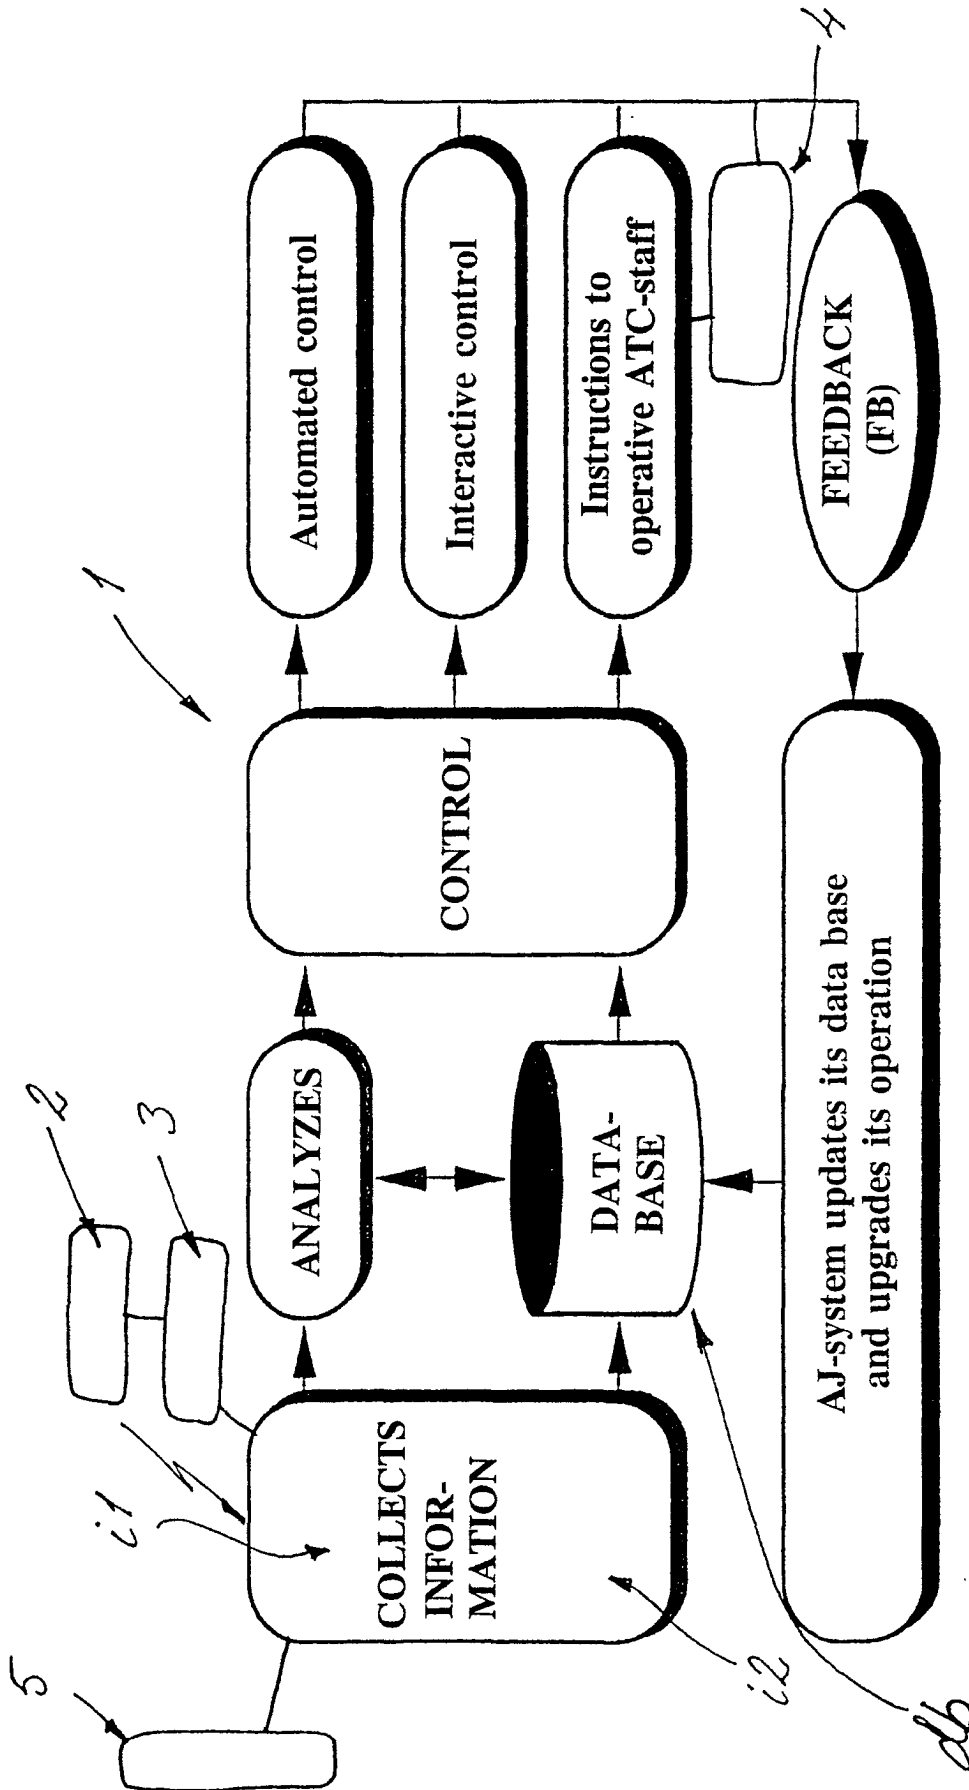 1
2
3
5
i1
1
COLLECTS
INFOR-
MATION
i2
ANALYZES
DATA-
BASE
db
CONTROL
Automated control
Interactive control
Instructions to
operative ATC-staff
4
FEEDBACK
(FB)
AJ-system updates its data base
and upgrades its operation